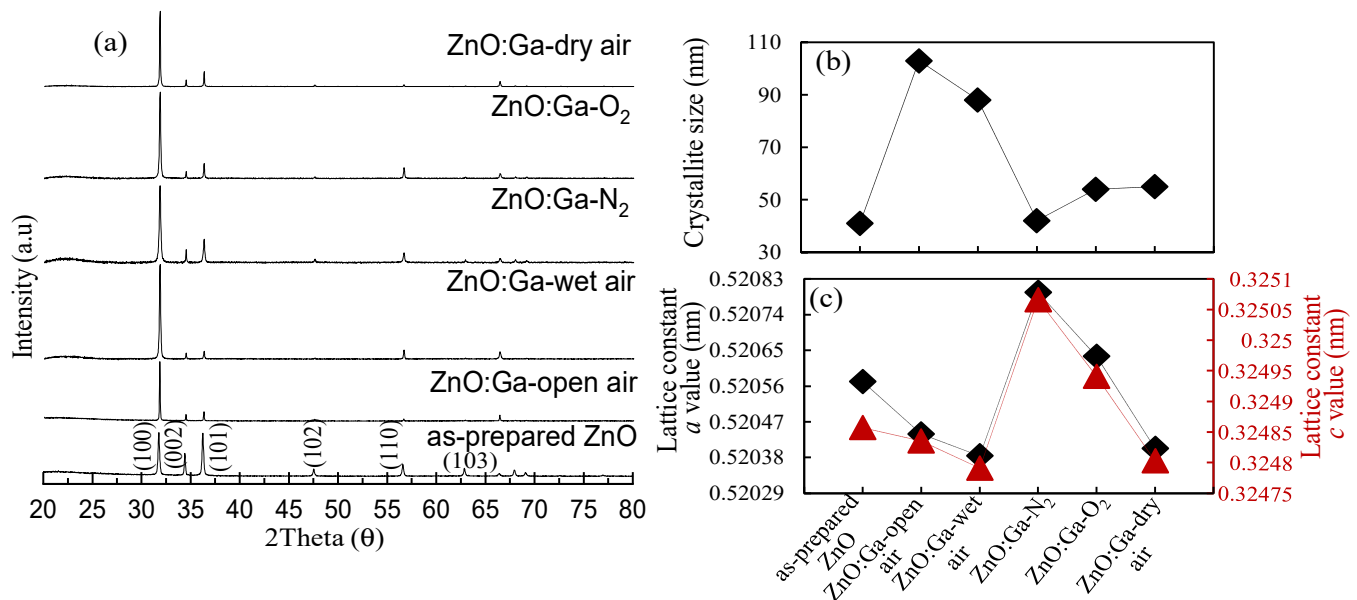 (a)
ZnO:Ga-dry air
ZnO:Ga-O₂
ZnO:Ga-N₂
ZnO:Ga-wet air
ZnO:Ga-open air
as-prepared ZnO
(100)
(002)
(101)
(102)
(110)
(103)
Intensity (a.u)
20 25 30 35 40 45 50 55 60 65 70 75 80
2Theta (θ)
(b)
Crystallite size (nm)
110
90
70
50
30
(c)
Lattice constant
a value (nm)
0.52083
0.52074
0.52065
0.52056
0.52047
0.52038
0.52029
0.3251
0.32505
0.325
0.32495
0.3249
0.32485
0.3248
0.32475
Lattice constant
c value (nm)
as-prepared
ZnO
ZnO:Ga-open
air
ZnO:Ga-wet
air
ZnO:Ga-N₂
ZnO:Ga-O₂
ZnO:Ga-dry
air